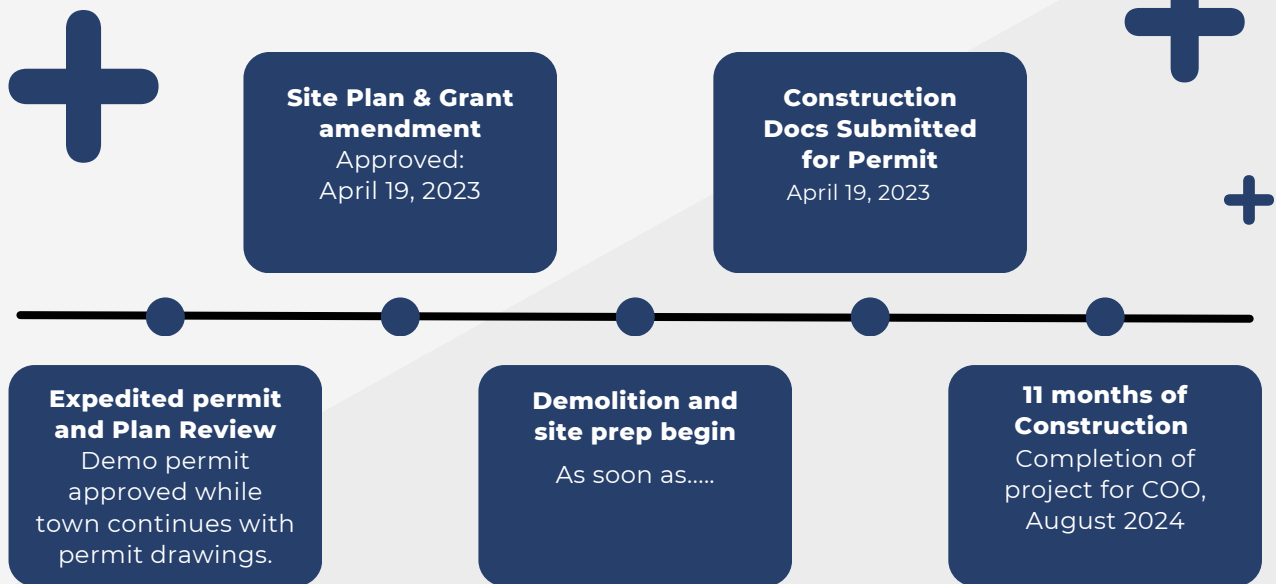 Site Plan & Grant
amendment
Approved:
April 19, 2023
Construction
Docs Submitted
for Permit
April 19, 2023
Expedited permit
and Plan Review
Demo permit
approved while
town continues with
permit drawings.
Demolition and
site prep begin
As soon as.....
11 months of
Construction
Completion of
project for COO,
August 2024